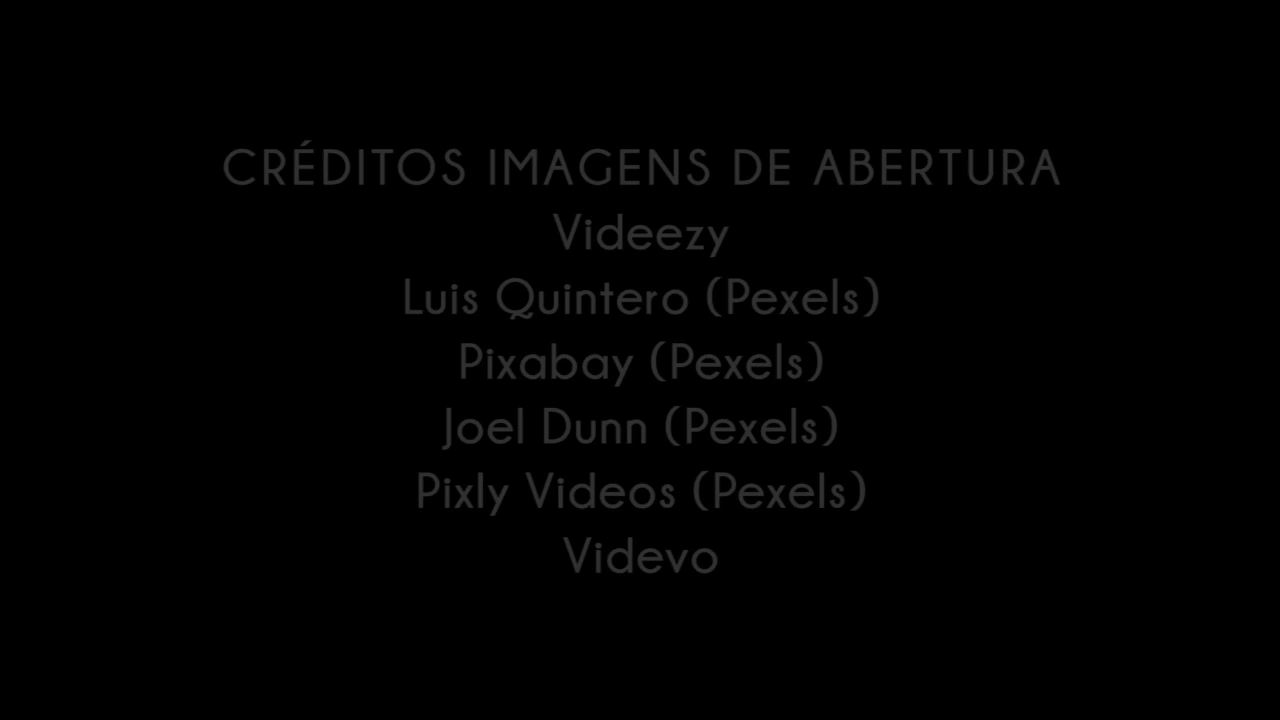 CRÉDITOS IMAGENS DE ABERTURA
Videezy
Luis Quintero (Pexels)
Pixabay (Pexels)
Joel Dunn (Pexels)
Pixly Videos (Pexels)
Videvo